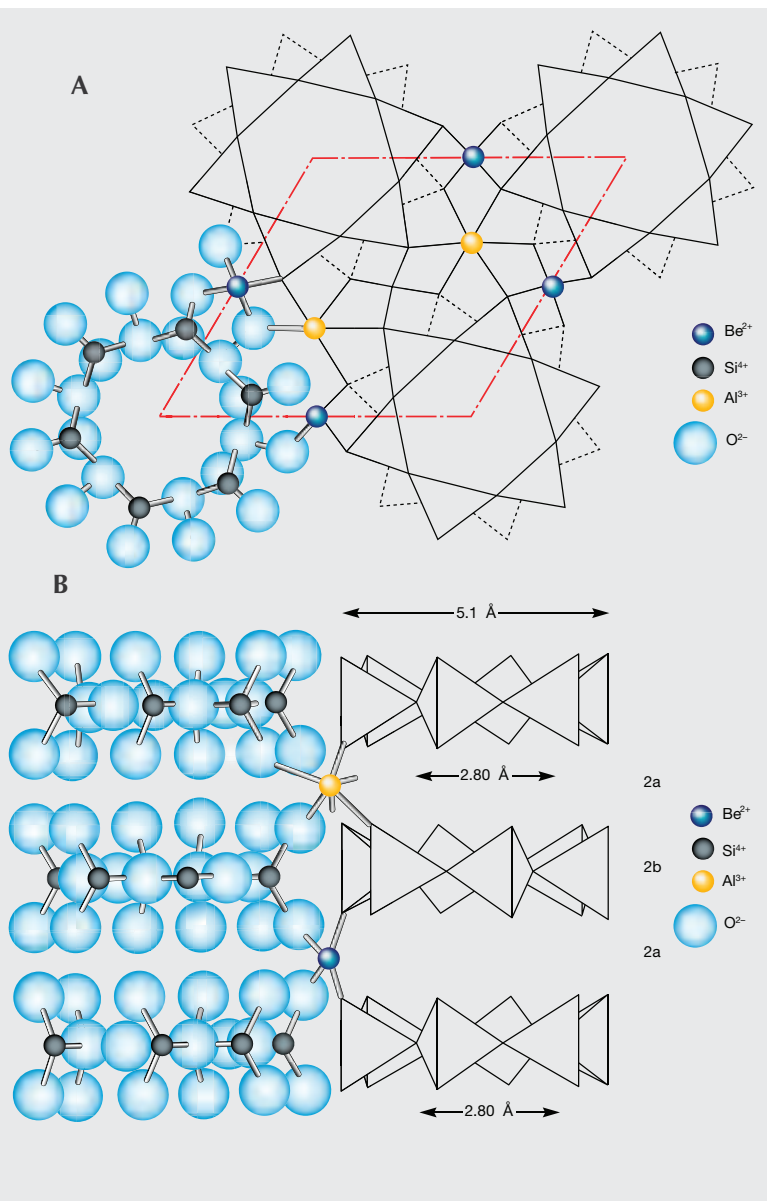 A
Be2+
Si4+
Al3+
O2−
B
5.1 Å
2.80 Å
2a
Be2+
Si4+
2b
Al3+
O2−
2a
2.80 Å